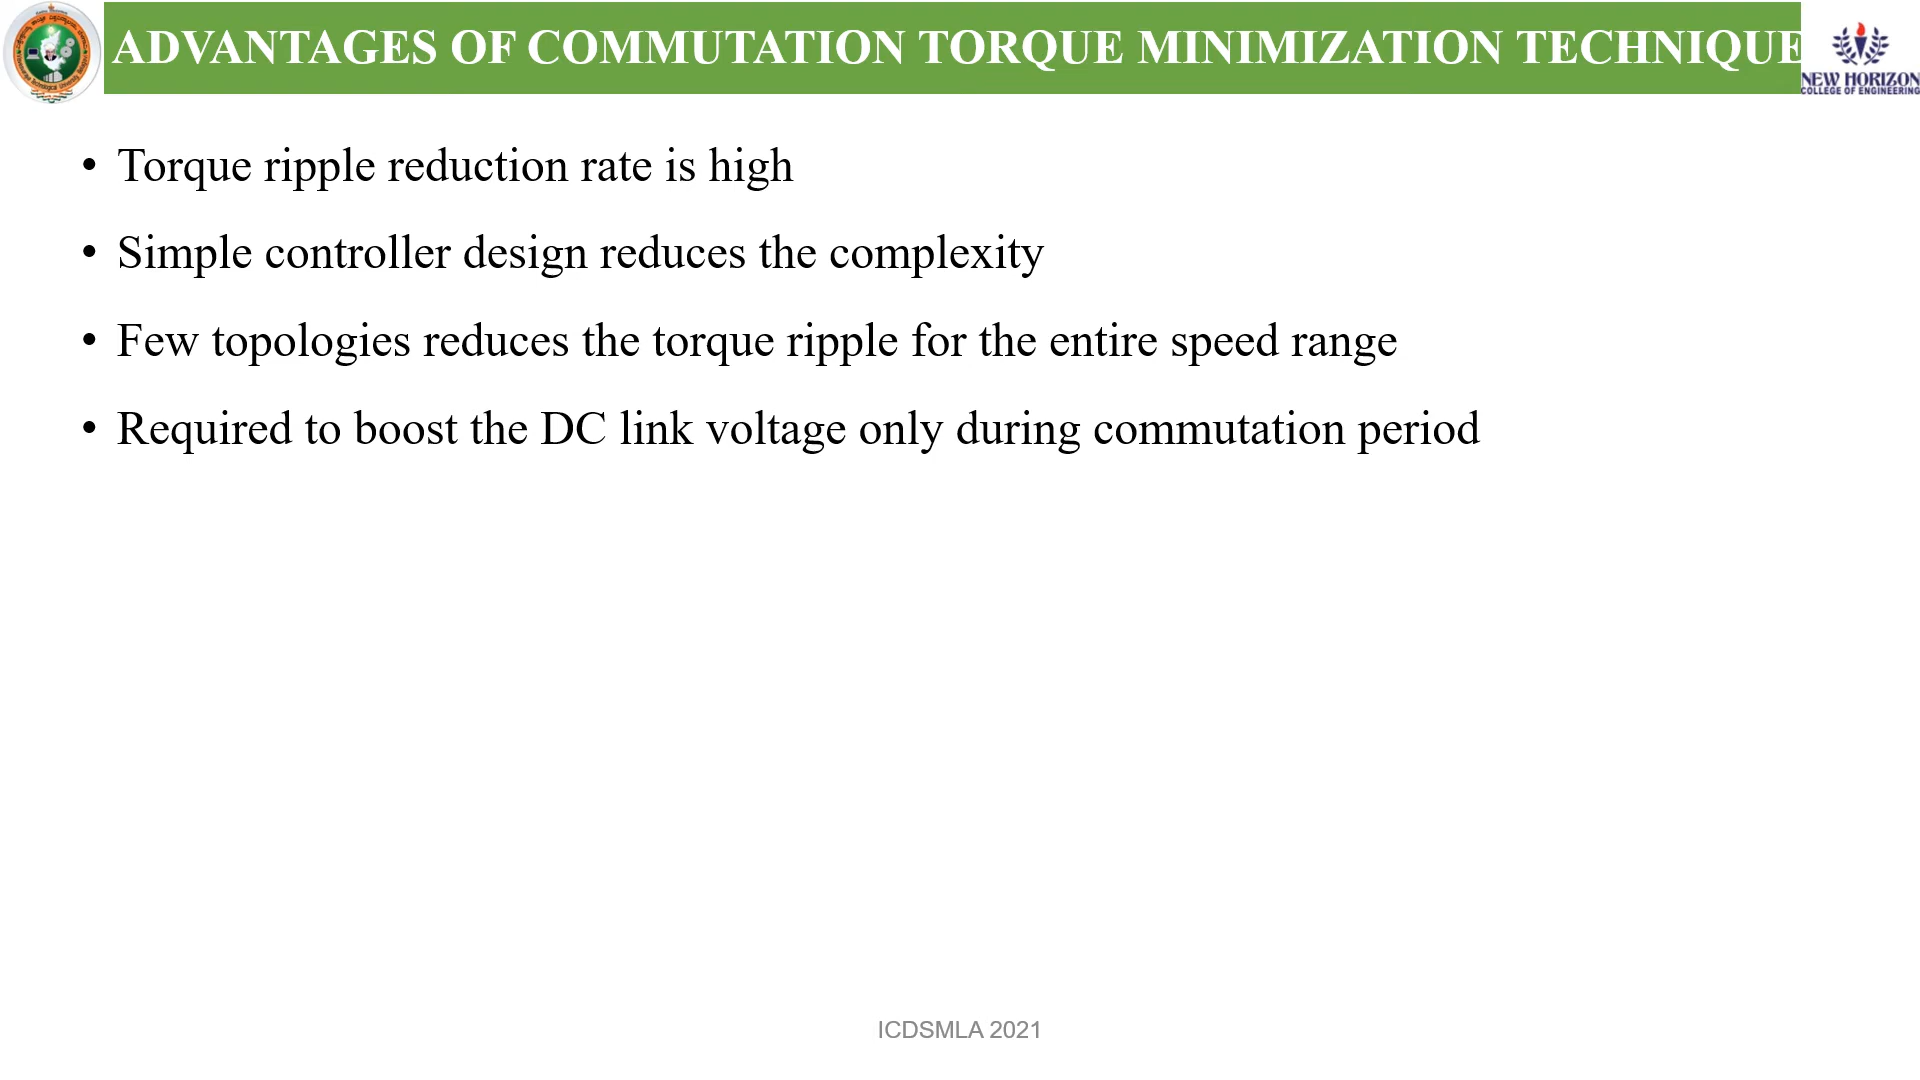 ADVANTAGES OF COMMUTATION TORQUE MINIMIZATION TECHNIQUE
NEW HORIZON
COLLEGE OF ENGINEERING
• Torque ripple reduction rate is high
• Simple controller design reduces the complexity
• Few topologies reduces the torque ripple for the entire speed range
• Required to boost the DC link voltage only during commutation period
ICDSMLA 2021